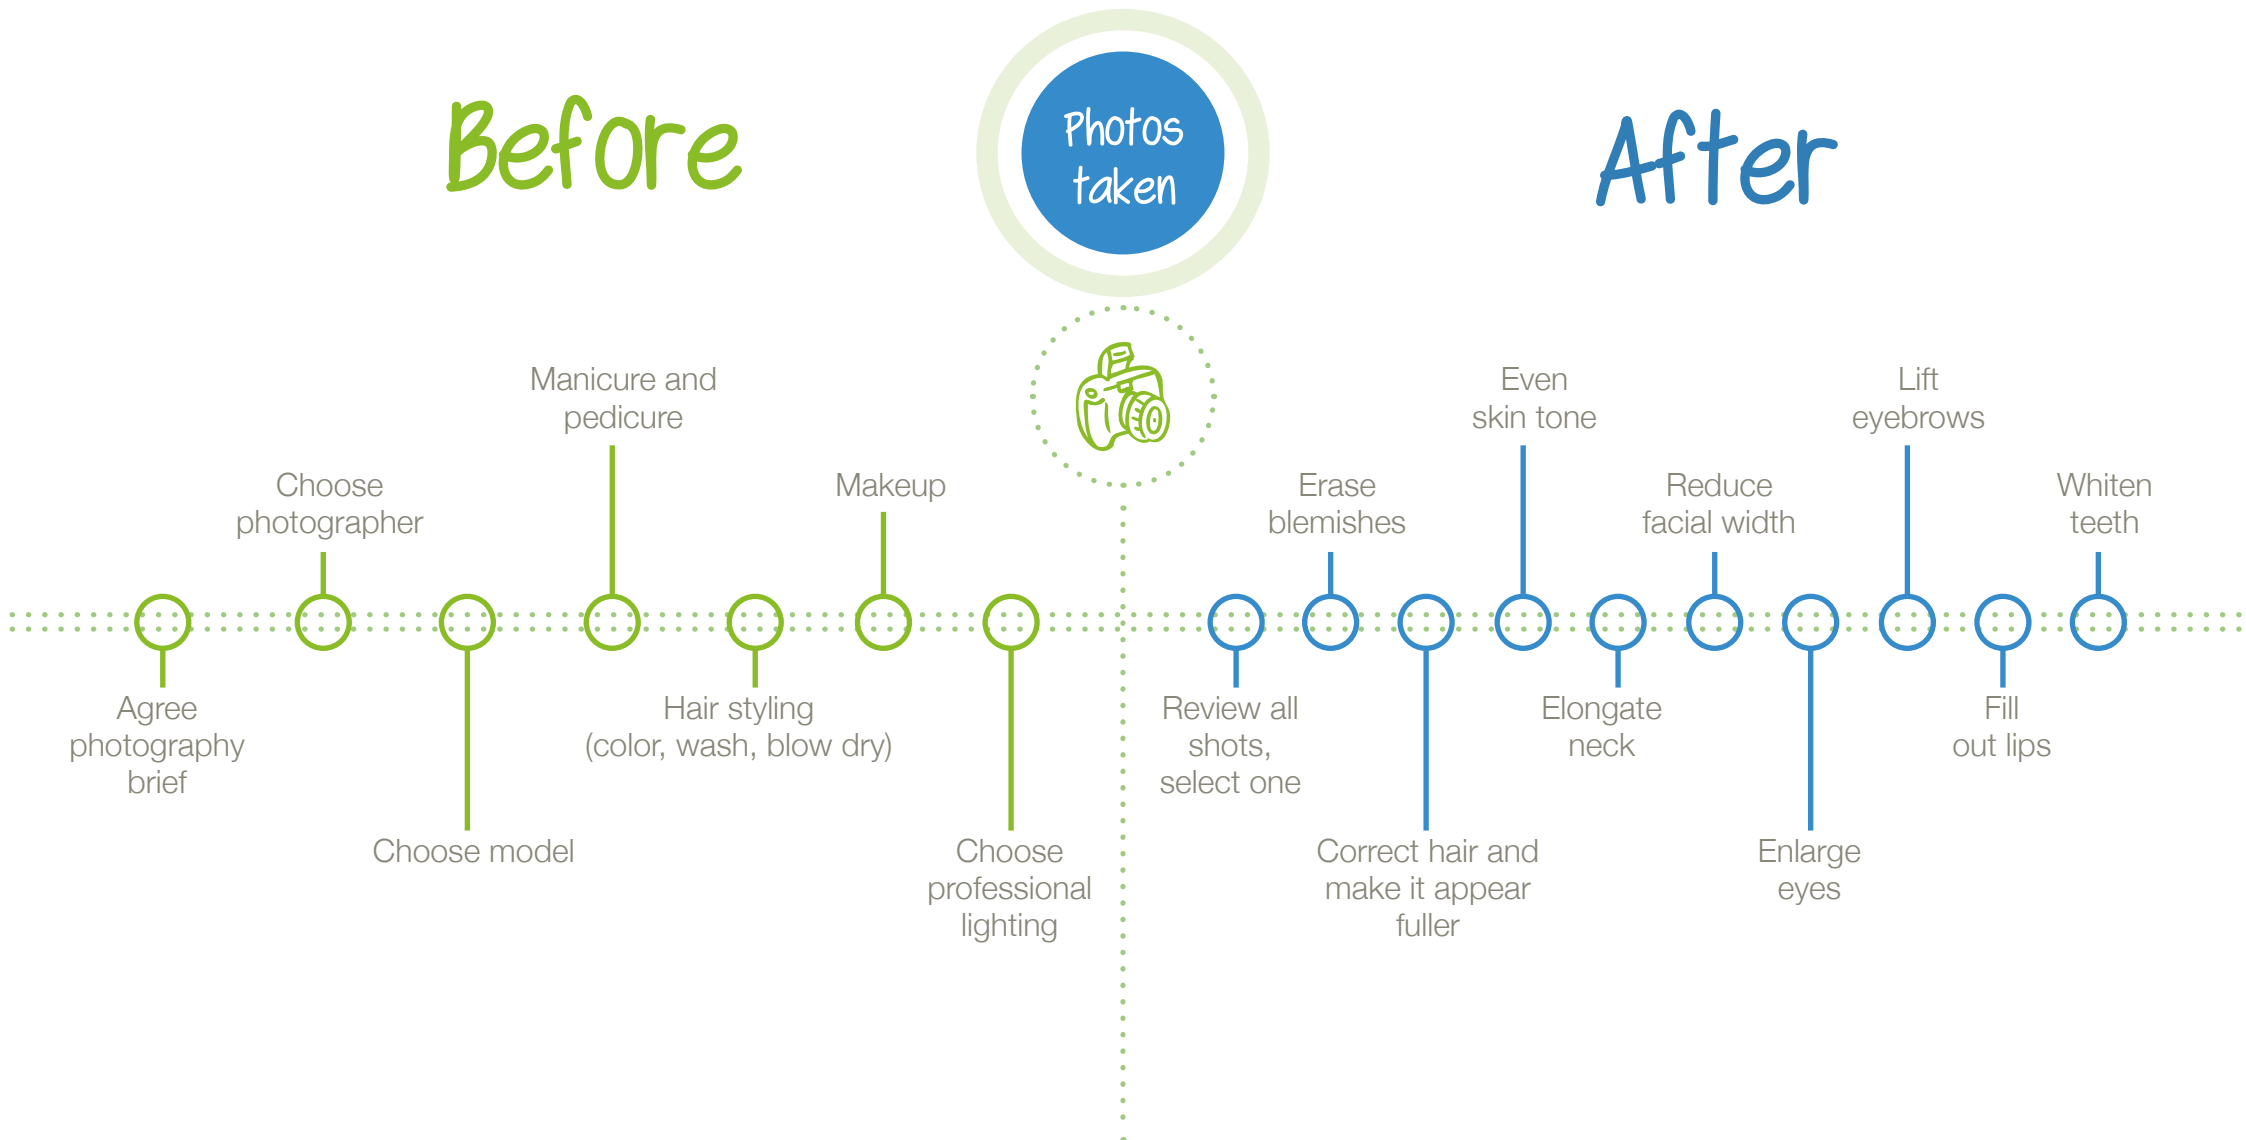 Before
Photos
taken
After
Agree
photography
brief
Choose
photographer
Choose model
Manicure and
pedicure
Hair styling
(color, wash, blow dry)
Makeup
Choose
professional
lighting
Review all
shots,
select one
Erase
blemishes
Correct hair and
make it appear
fuller
Even
skin tone
Elongate
neck
Reduce
facial width
Enlarge
eyes
Lift
eyebrows
Fill
out lips
Whiten
teeth